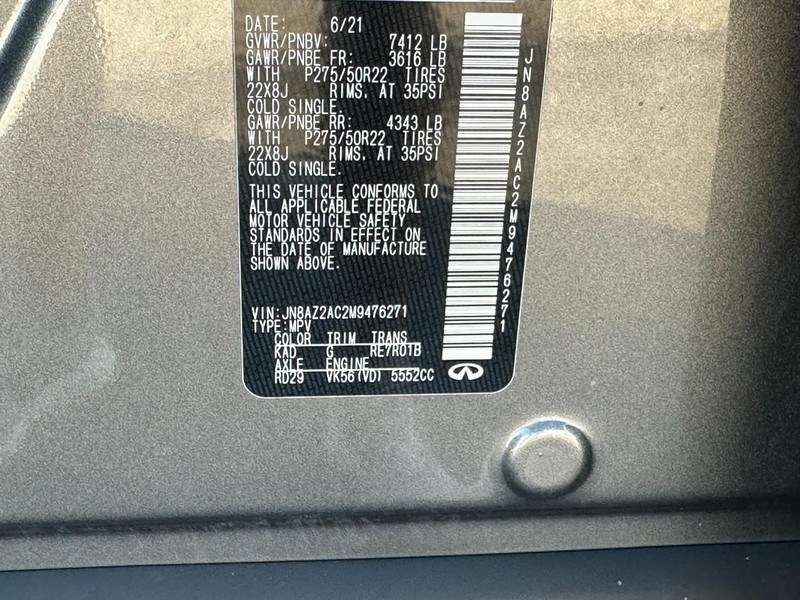 DATE: 6/21
GVWR/PNBV: 7412 LB
GAWR/PNBE FR: 3616 LB
WITH P275/50R22 TIRES
22X8J RIMS, AT 35PSI
COLD SINGLE.
GAWR/PNBE RR: 4343 LB
WITH P275/50R22 TIRES
22X8J RIMS, AT 35PSI
COLD SINGLE.
THIS VEHICLE CONFORMS TO
ALL APPLICABLE FEDERAL
MOTOR VEHICLE SAFETY
STANDARDS IN EFFECT ON
THE DATE OF MANUFACTURE
SHOWN ABOVE.
VIN:JN8AZ2AC2M9476271
TYPE:MPV
COLOR TRIM TRANS
KAD G RE7R01B
AXLE ENGINE
RD29 VK56(VD) 5552CC
JN8AZ2AC2M9476271